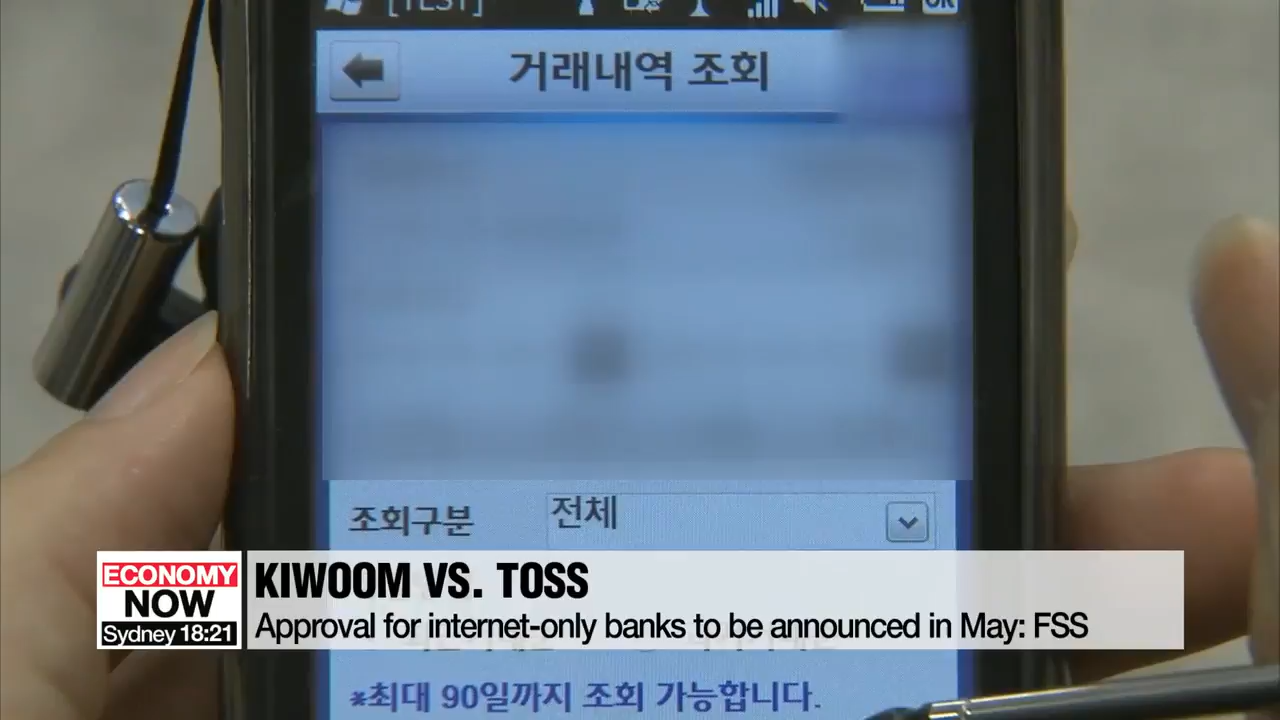 [TEST]
OK
거래내역 조회
조회구분
전체
ECONOMY
NOW
Sydney 18:21
KIWOOM VS. TOSS
Approval for internet-only banks to be announced in May: FSS
*최대 90일까지 조회 가능합니다.